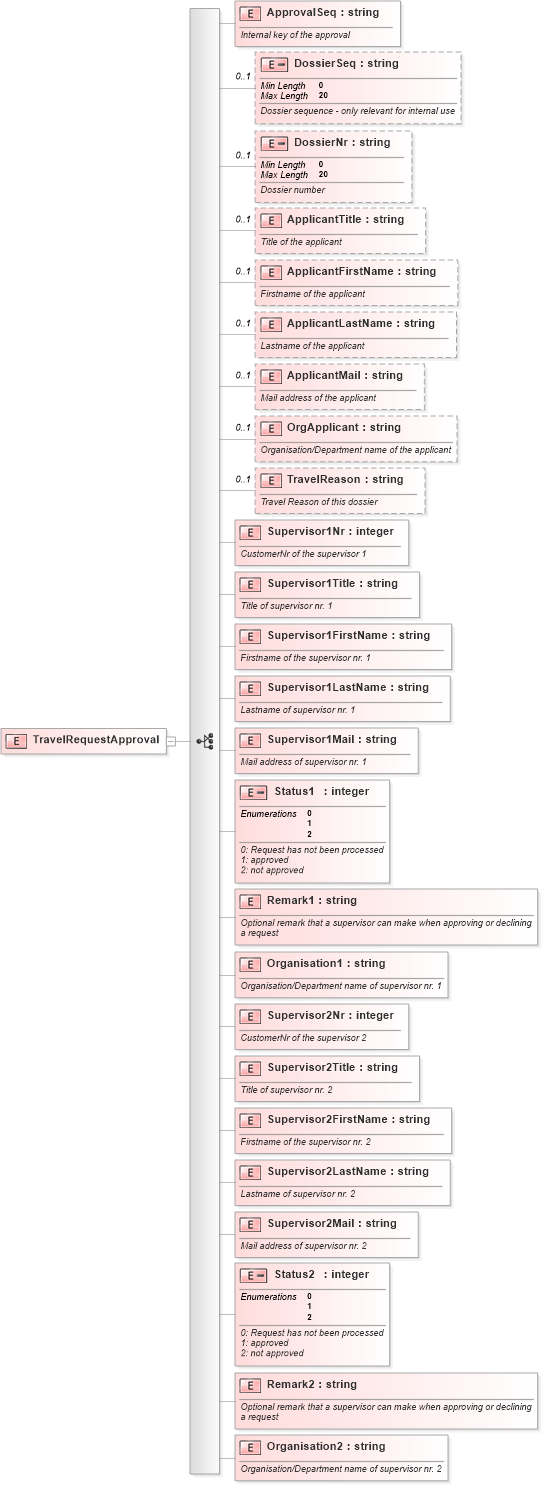 E ApprovalSeq : string
Internal key of the approval
0..1
E DossierSeq : string
Min Length 0
Max Length 20
Dossier sequence - only relevant for internal use
0..1
E DossierNr : string
Min Length 0
Max Length 20
Dossier number
0..1
E ApplicantTitle : string
Title of the applicant
0..1
E ApplicantFirstName : string
Firstname of the applicant
0..1
E ApplicantLastName : string
Lastname of the applicant
0..1
E ApplicantMail : string
Mail address of the applicant
0..1
E OrgApplicant : string
Organisation/Department name of the applicant
0..1
E TravelReason : string
Travel Reason of this dossier
E Supervisor1Nr : integer
CustomerNr of the supervisor 1
E Supervisor1Title : string
Title of supervisor nr. 1
E Supervisor1FirstName : string
Firstname of the supervisor nr. 1
E Supervisor1LastName : string
Lastname of supervisor nr. 1
E TravelRequestApproval
E Supervisor1Mail : string
Mail address of supervisor nr. 1
E Status1 : integer
Enumerations 0
1
2
0: Request has not been processed
1: approved
2: not approved
E Remark1 : string
Optional remark that a supervisor can make when approving or declining
a request
E Organisation1 : string
Organisation/Department name of supervisor nr. 1
E Supervisor2Nr : integer
CustomerNr of the supervisor 2
E Supervisor2Title : string
Title of supervisor nr. 2
E Supervisor2FirstName : string
Firstname of the supervisor nr. 2
E Supervisor2LastName : string
Lastname of supervisor nr. 2
E Supervisor2Mail : string
Mail address of supervisor nr. 2
E Status2 : integer
Enumerations 0
1
2
0: Request has not been processed
1: approved
2: not approved
E Remark2 : string
Optional remark that a supervisor can make when approving or declining
a request
E Organisation2 : string
Organisation/Department name of supervisor nr. 2